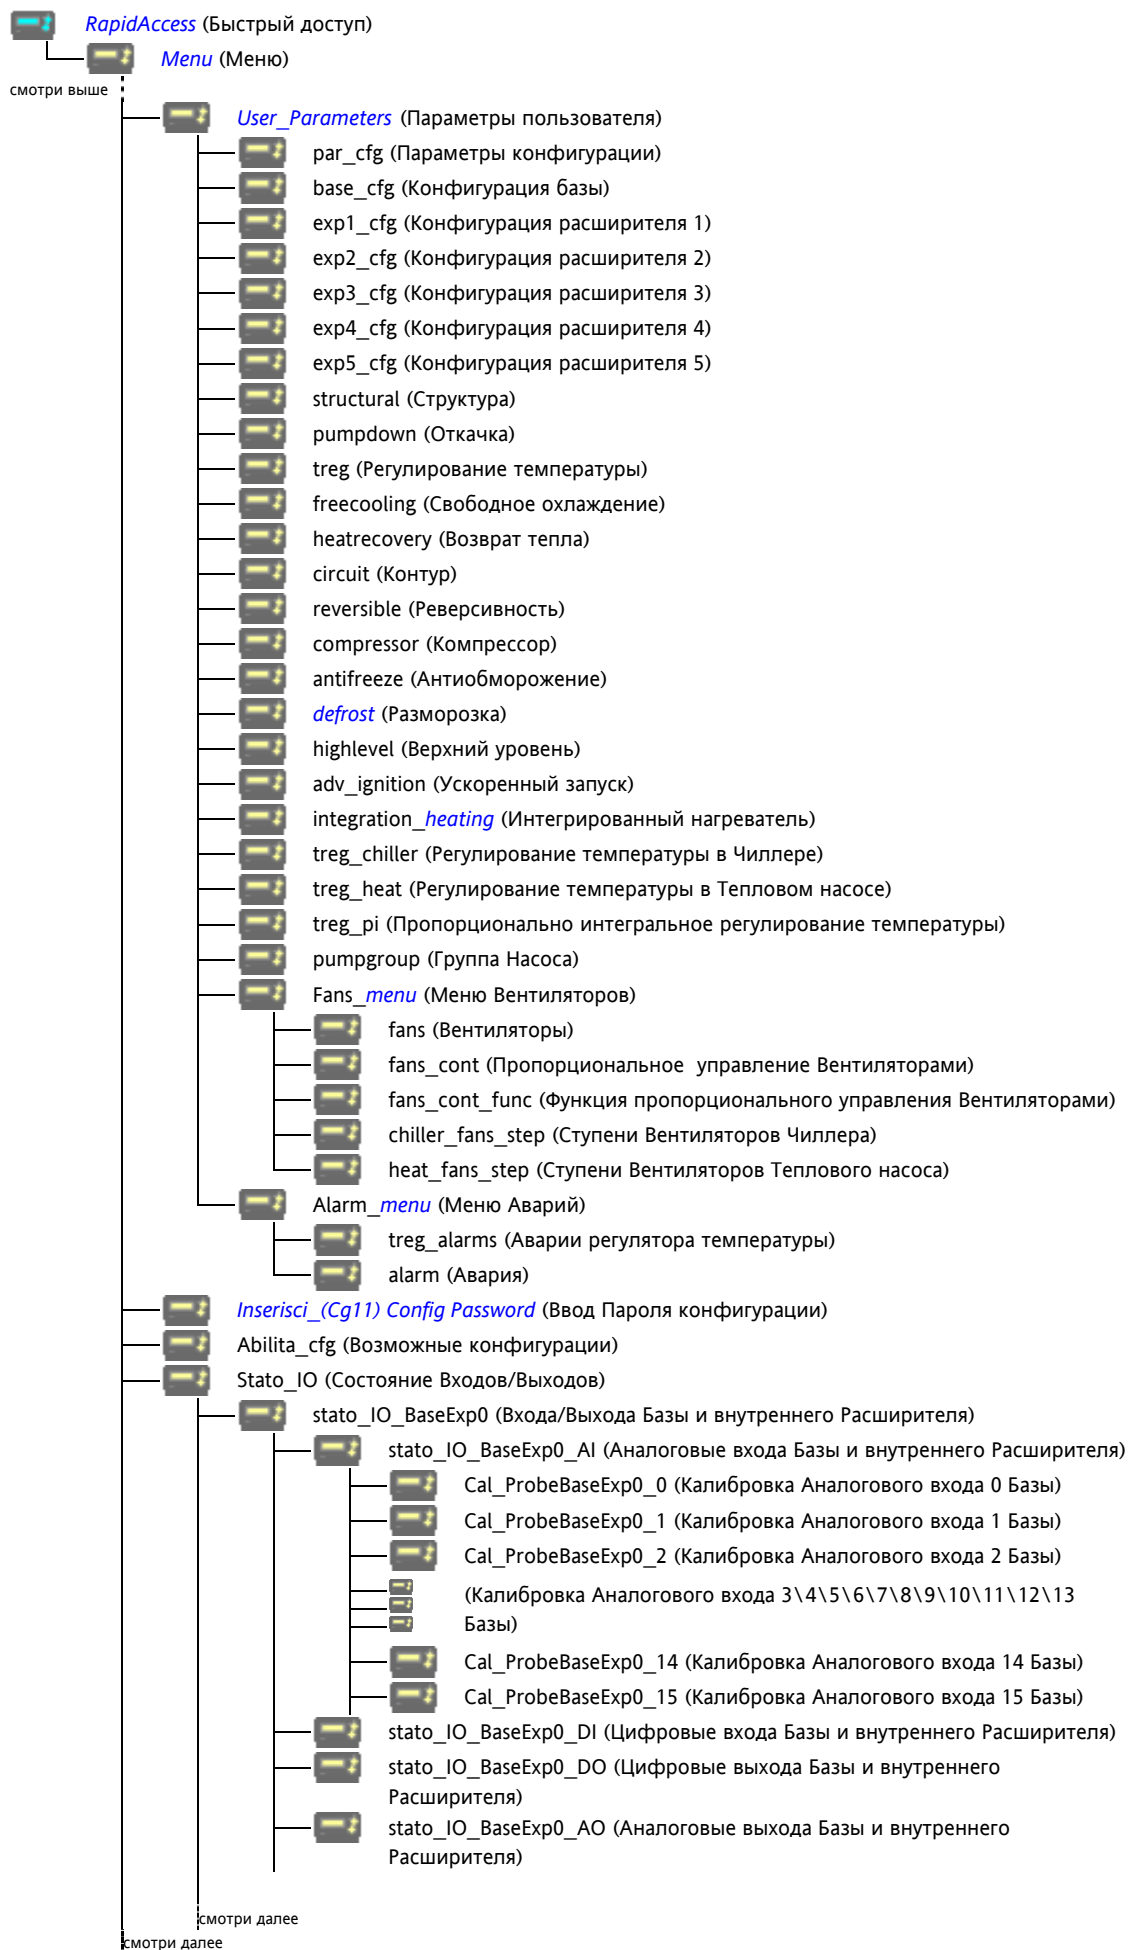 RapidAccess (Быстрый доступ)
Menu (Меню)
смотри выше
User_Parameters (Параметры пользователя)
par_cfg (Параметры конфигурации)
base_cfg (Конфигурация базы)
exp1_cfg (Конфигурация расширителя 1)
exp2_cfg (Конфигурация расширителя 2)
exp3_cfg (Конфигурация расширителя 3)
exp4_cfg (Конфигурация расширителя 4)
exp5_cfg (Конфигурация расширителя 5)
structural (Структура)
pumpdown (Откачка)
treg (Регулирование температуры)
freecooling (Свободное охлаждение)
heatrecovery (Возврат тепла)
circuit (Контур)
reversible (Реверсивность)
compressor (Компрессор)
antifreeze (Антиобморожение)
defrost (Разморозка)
highlevel (Верхний уровень)
adv_ignition (Ускоренный запуск)
integration_heating (Интегрированный нагреватель)
treg_chiller (Регулирование температуры в Чиллере)
treg_heat (Регулирование температуры в Тепловом насосе)
treg_pi (Пропорционально интегральное регулирование температуры)
pumpgroup (Группа Насоса)
Fans_menu (Меню Вентиляторов)
fans (Вентиляторы)
fans_cont (Пропорциональное  управление Вентиляторами)
fans_cont_func (Функция пропорционального управления Вентиляторами)
chiller_fans_step (Ступени Вентиляторов Чиллера)
heat_fans_step (Ступени Вентиляторов Теплового насоса)
Alarm_menu (Меню Аварий)
treg_alarms (Аварии регулятора температуры)
alarm (Авария)
Inserisci_(Cg11) Config Password (Ввод Пароля конфигурации)
Abilita_cfg (Возможные конфигурации)
Stato_IO (Состояние Входов/Выходов)
stato_IO_BaseExp0 (Входа/Выхода Базы и внутреннего Расширителя)
stato_IO_BaseExp0_AI (Аналоговые входа Базы и внутреннего Расширителя)
Cal_ProbeBaseExp0_0 (Калибровка Аналогового входа 0 Базы)
Cal_ProbeBaseExp0_1 (Калибровка Аналогового входа 1 Базы)
Cal_ProbeBaseExp0_2 (Калибровка Аналогового входа 2 Базы)
(Калибровка Аналогового входа 3\4\5\6\7\8\9\10\11\12\13
Базы)
Cal_ProbeBaseExp0_14 (Калибровка Аналогового входа 14 Базы)
Cal_ProbeBaseExp0_15 (Калибровка Аналогового входа 15 Базы)
stato_IO_BaseExp0_DI (Цифровые входа Базы и внутреннего Расширителя)
stato_IO_BaseExp0_DO (Цифровые выхода Базы и внутреннего
Расширителя)
stato_IO_BaseExp0_AO (Аналоговые выхода Базы и внутреннего
Расширителя)
смотри далее
смотри далее